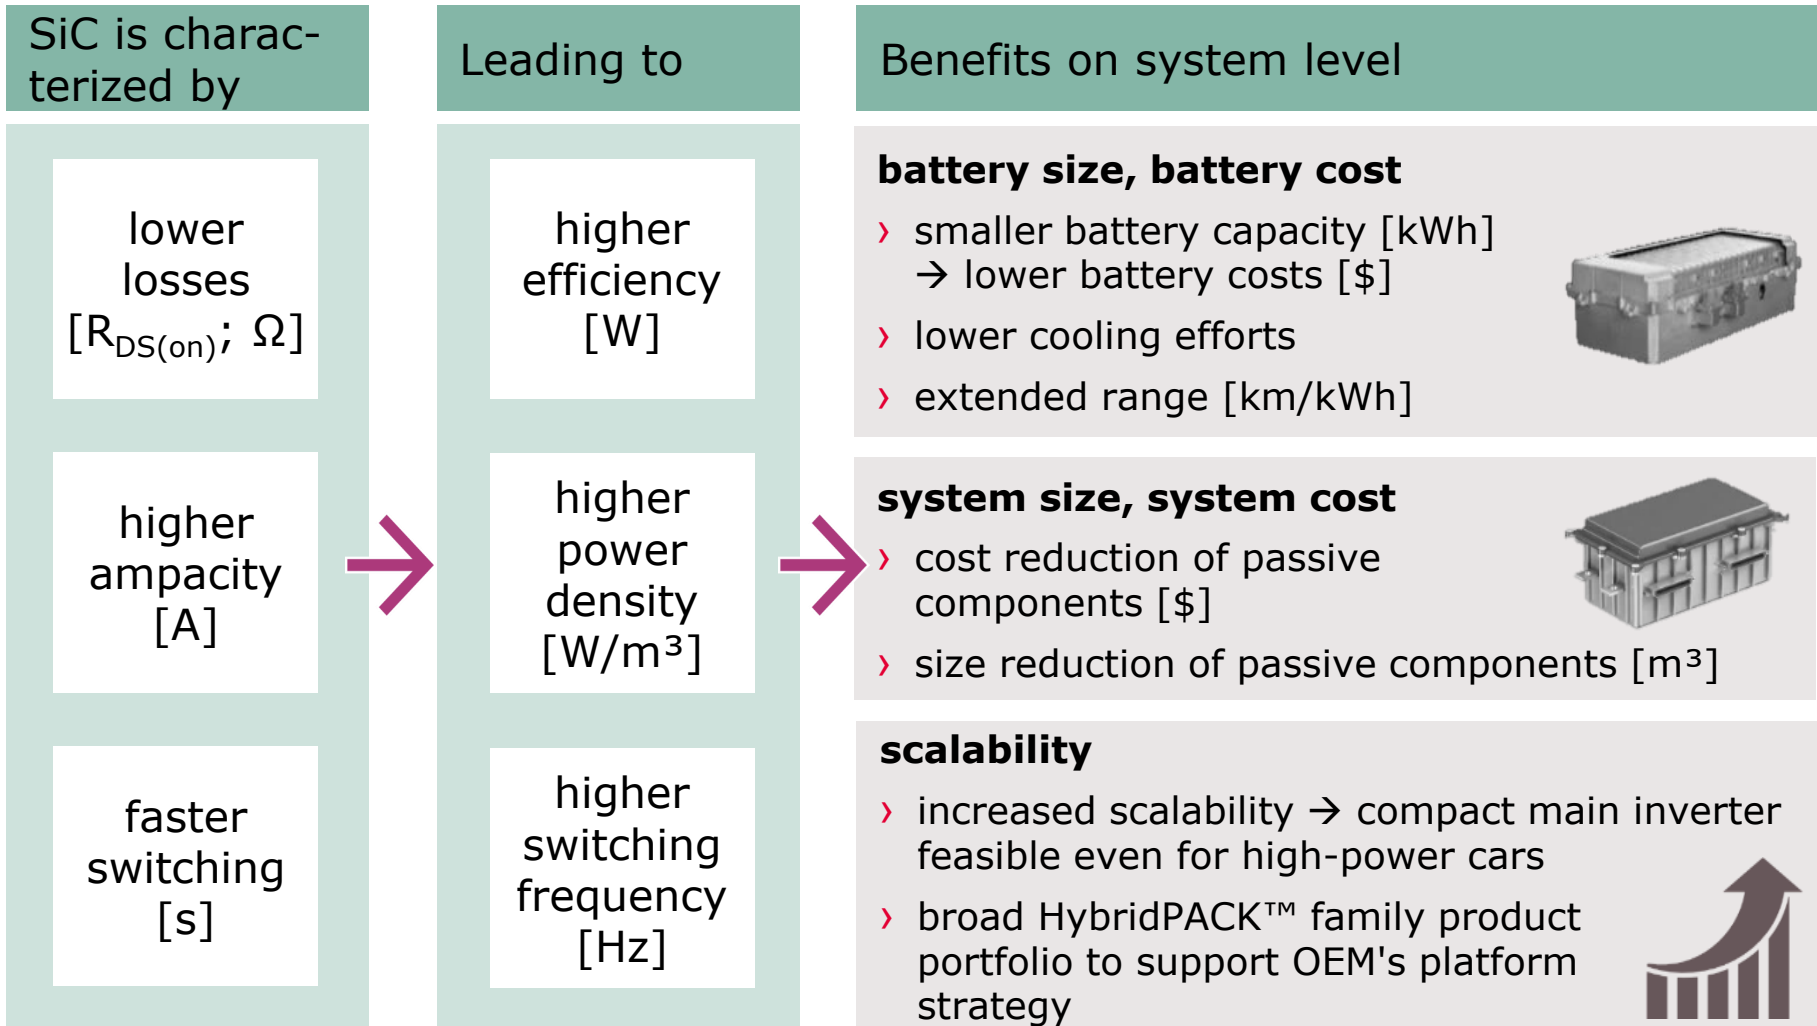 SiC is charac-
terized by
Leading to
Benefits on system level
lower
losses
[R_DS(on); Ω]
higher
ampacity
[A]
faster
switching
[s]
higher
efficiency
[W]
higher
power
density
[W/m³]
higher
switching
frequency
[Hz]
battery size, battery cost
› smaller battery capacity [kWh]
→ lower battery costs [$]
› lower cooling efforts
› extended range [km/kWh]
system size, system cost
› cost reduction of passive
components [$]
› size reduction of passive components [m³]
scalability
› increased scalability → compact main inverter
feasible even for high-power cars
› broad HybridPACK™ family product
portfolio to support OEM's platform
strategy